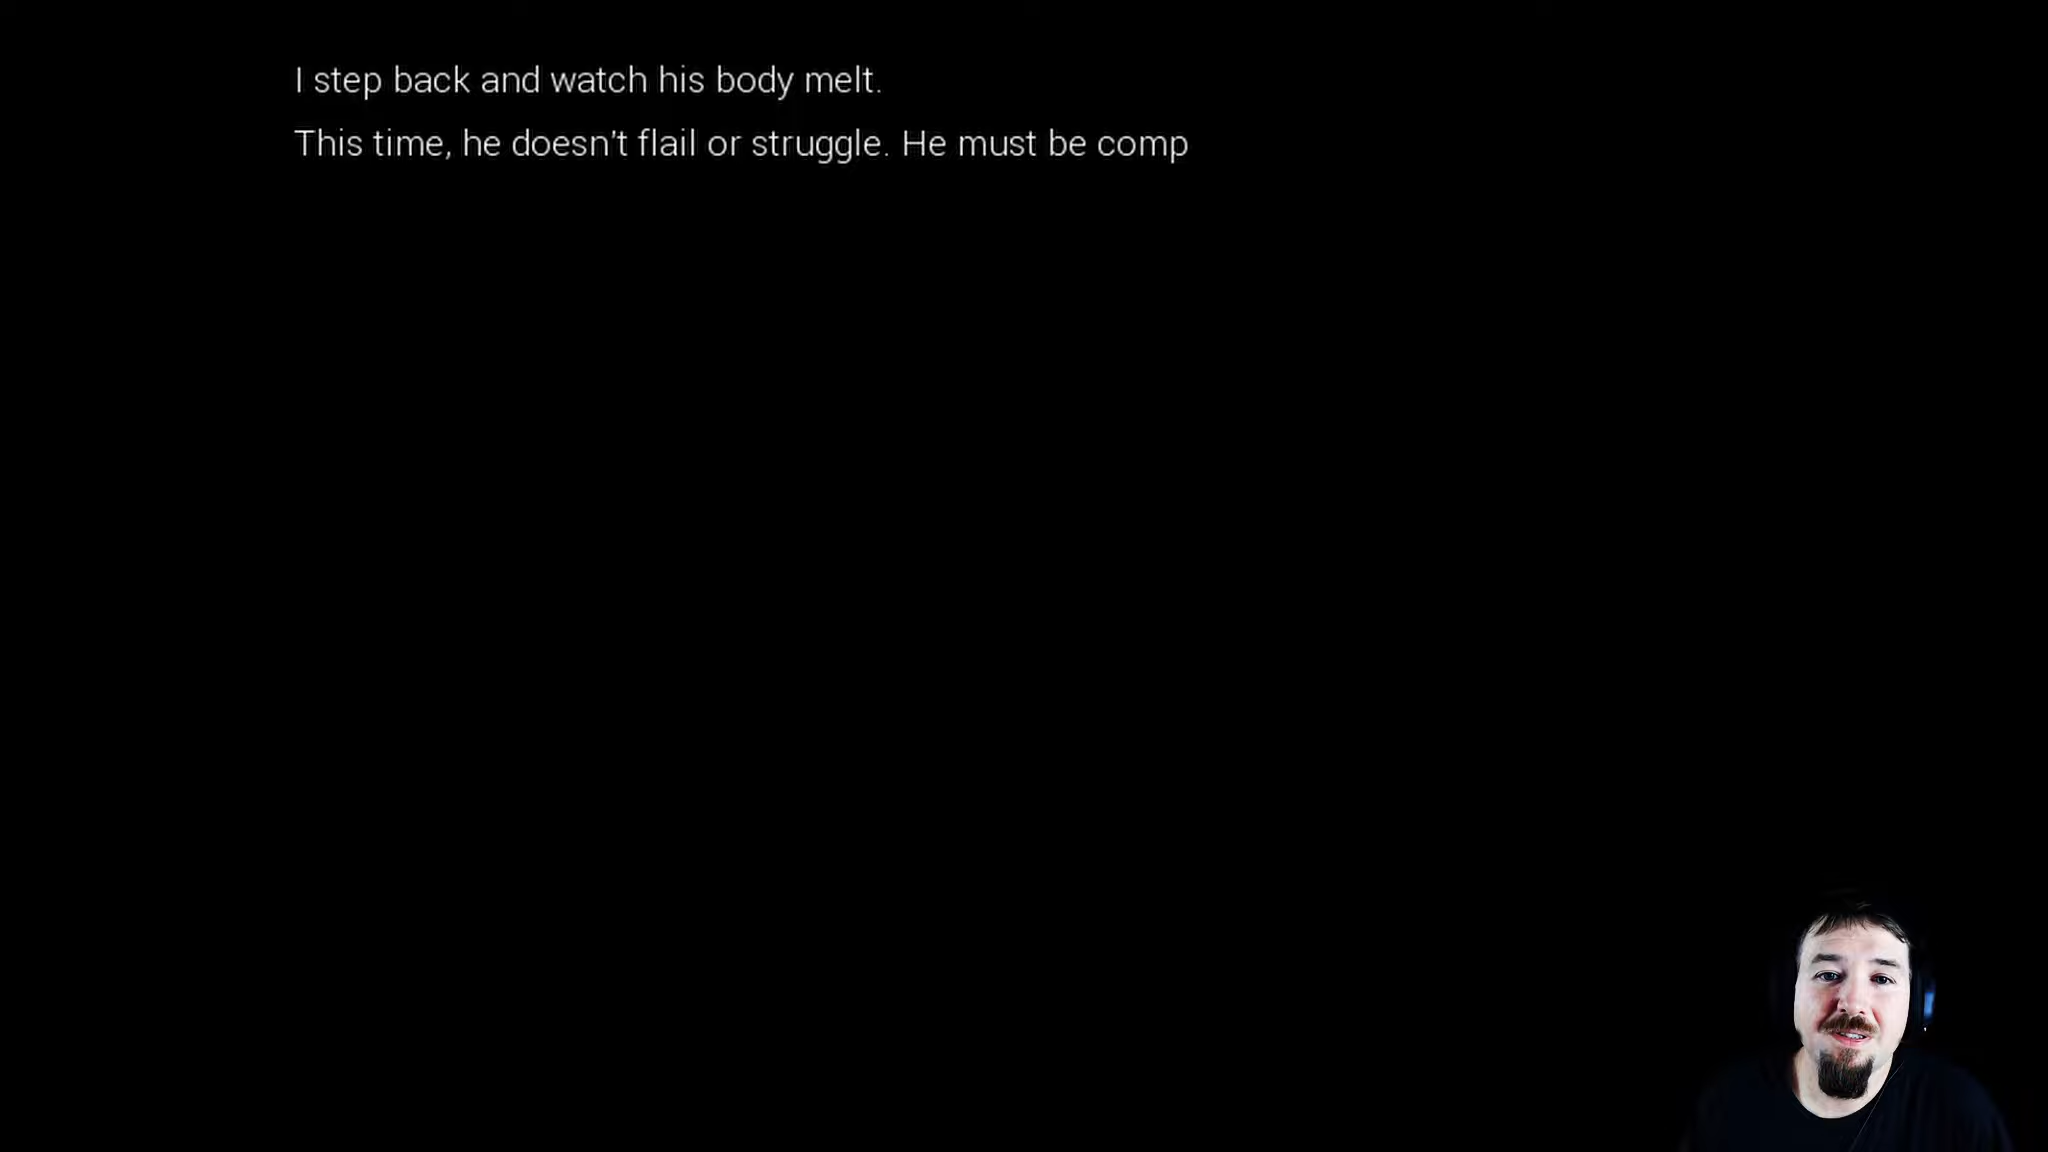 I step back and watch his body melt.
This time, he doesn't flail or struggle. He must be comp